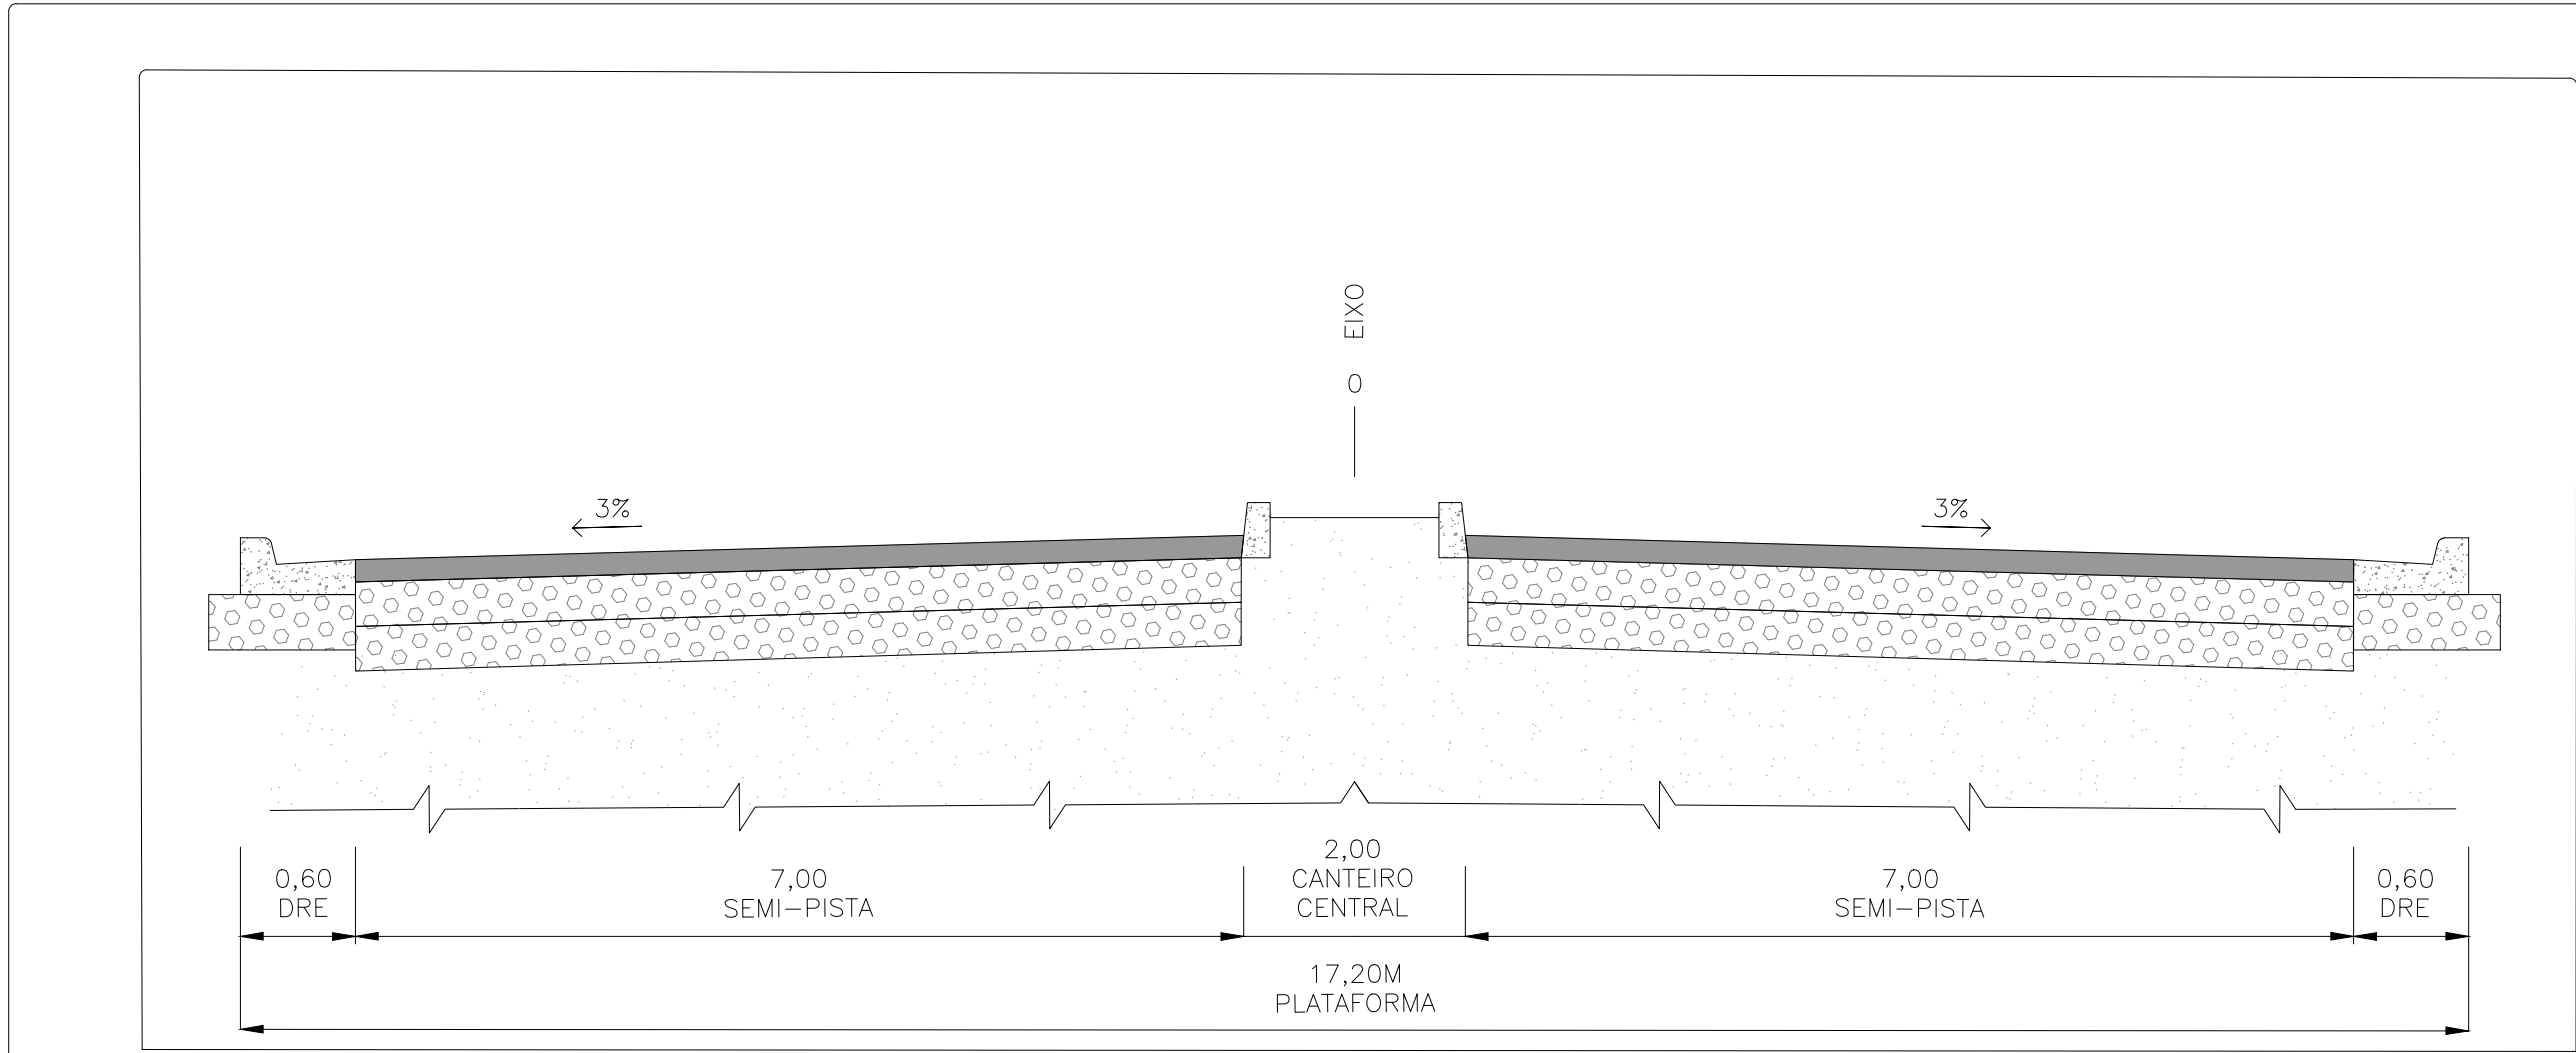 EIXO
0
3%
3%
0,60
DRE
7,00
SEMI-PISTA
2,00
CANTEIRO
CENTRAL
7,00
SEMI-PISTA
0,60
DRE
17,20M
PLATAFORMA